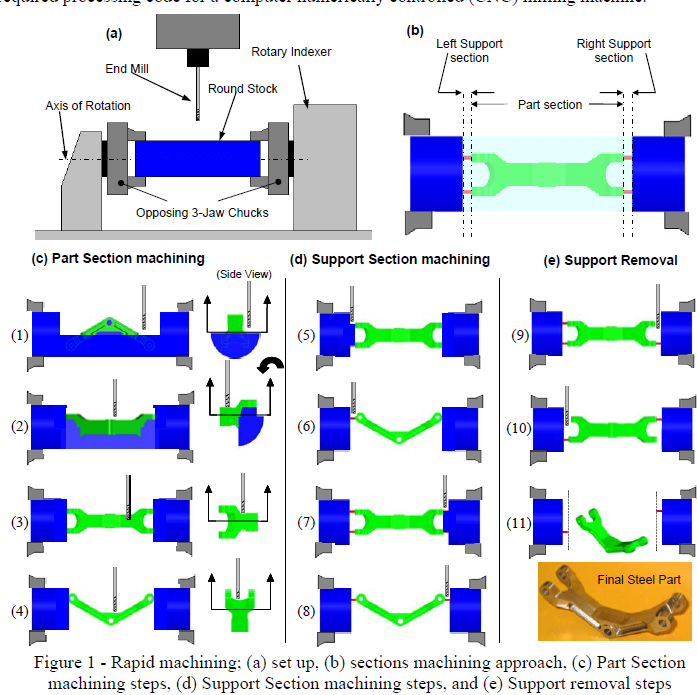 required processing code for a computer numerically controlled (CNC) milling machine.
(a)
End Mill
Rotary Indexer
Round Stock
Axis of Rotation
Opposing 3-Jaw Chucks
(b)
Left Support
section
Right Support
section
Part section
(c) Part Section machining
(Side View)
(1)
(2)
(3)
(4)
(d) Support Section machining
(5)
(6)
(7)
(8)
(e) Support Removal
(9)
(10)
(11)
Final Steel Part
Figure 1 - Rapid machining; (a) set up, (b) sections machining approach, (c) Part Section
machining steps, (d) Support Section machining steps, and (e) Support removal steps